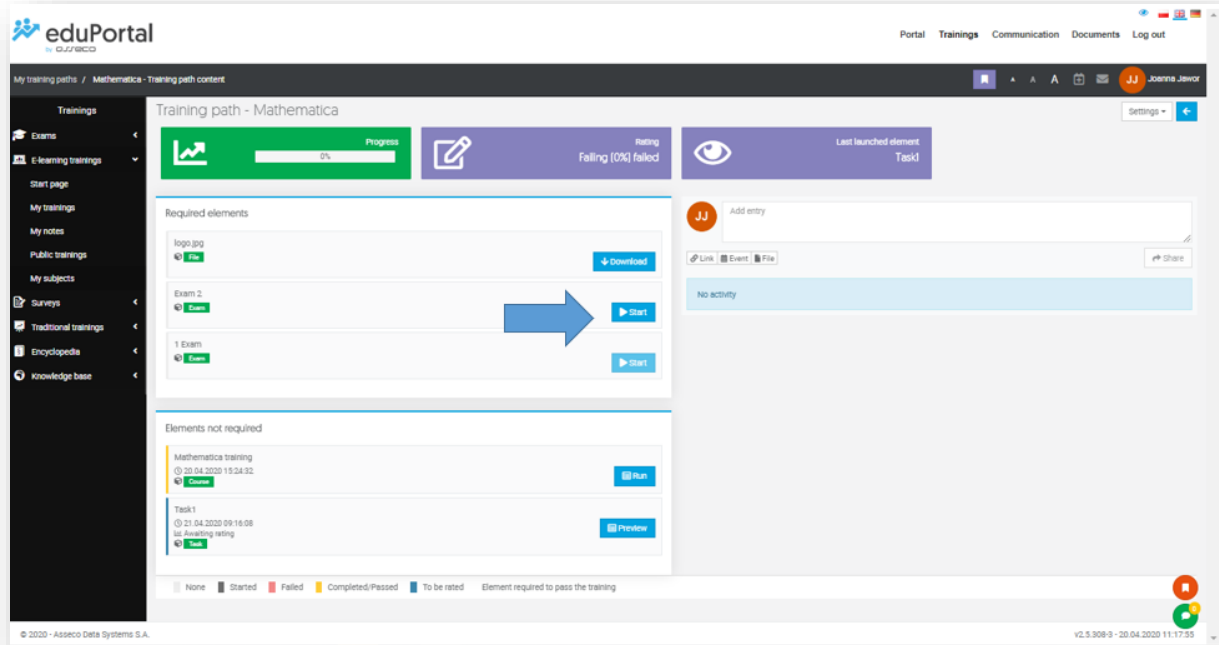 eduPortal
by asseco
Portal Trainings Communication Documents Log out
My training paths / Mathematica - Training path content
A A A JJ Joanna Jawor
Trainings
Exams
E-learning trainings
Start page
My trainings
My notes
Public trainings
My subjects
Surveys
Traditional trainings
Encyclopedia
Knowledge base
Training path - Mathematica
Settings
Progress
0%
Rating
Failing (0%) failed
Last launched element
Task1
Required elements
logo.jpg
File
Download
Exam 2
Exam
Start
1 Exam
Exam
Start
JJ
Add entry
Link Event File
Share
No activity
Elements not required
Mathematica training
20.04.2020 15:24:32
Course
Run
Task1
21.04.2020 09:16:08
Awaiting rating
Task
Preview
None Started Failed Completed/Passed To be rated Element required to pass the training
0
© 2020 - Asseco Data Systems S.A.
v2.5.308-3 - 20.04.2020 11:17:55